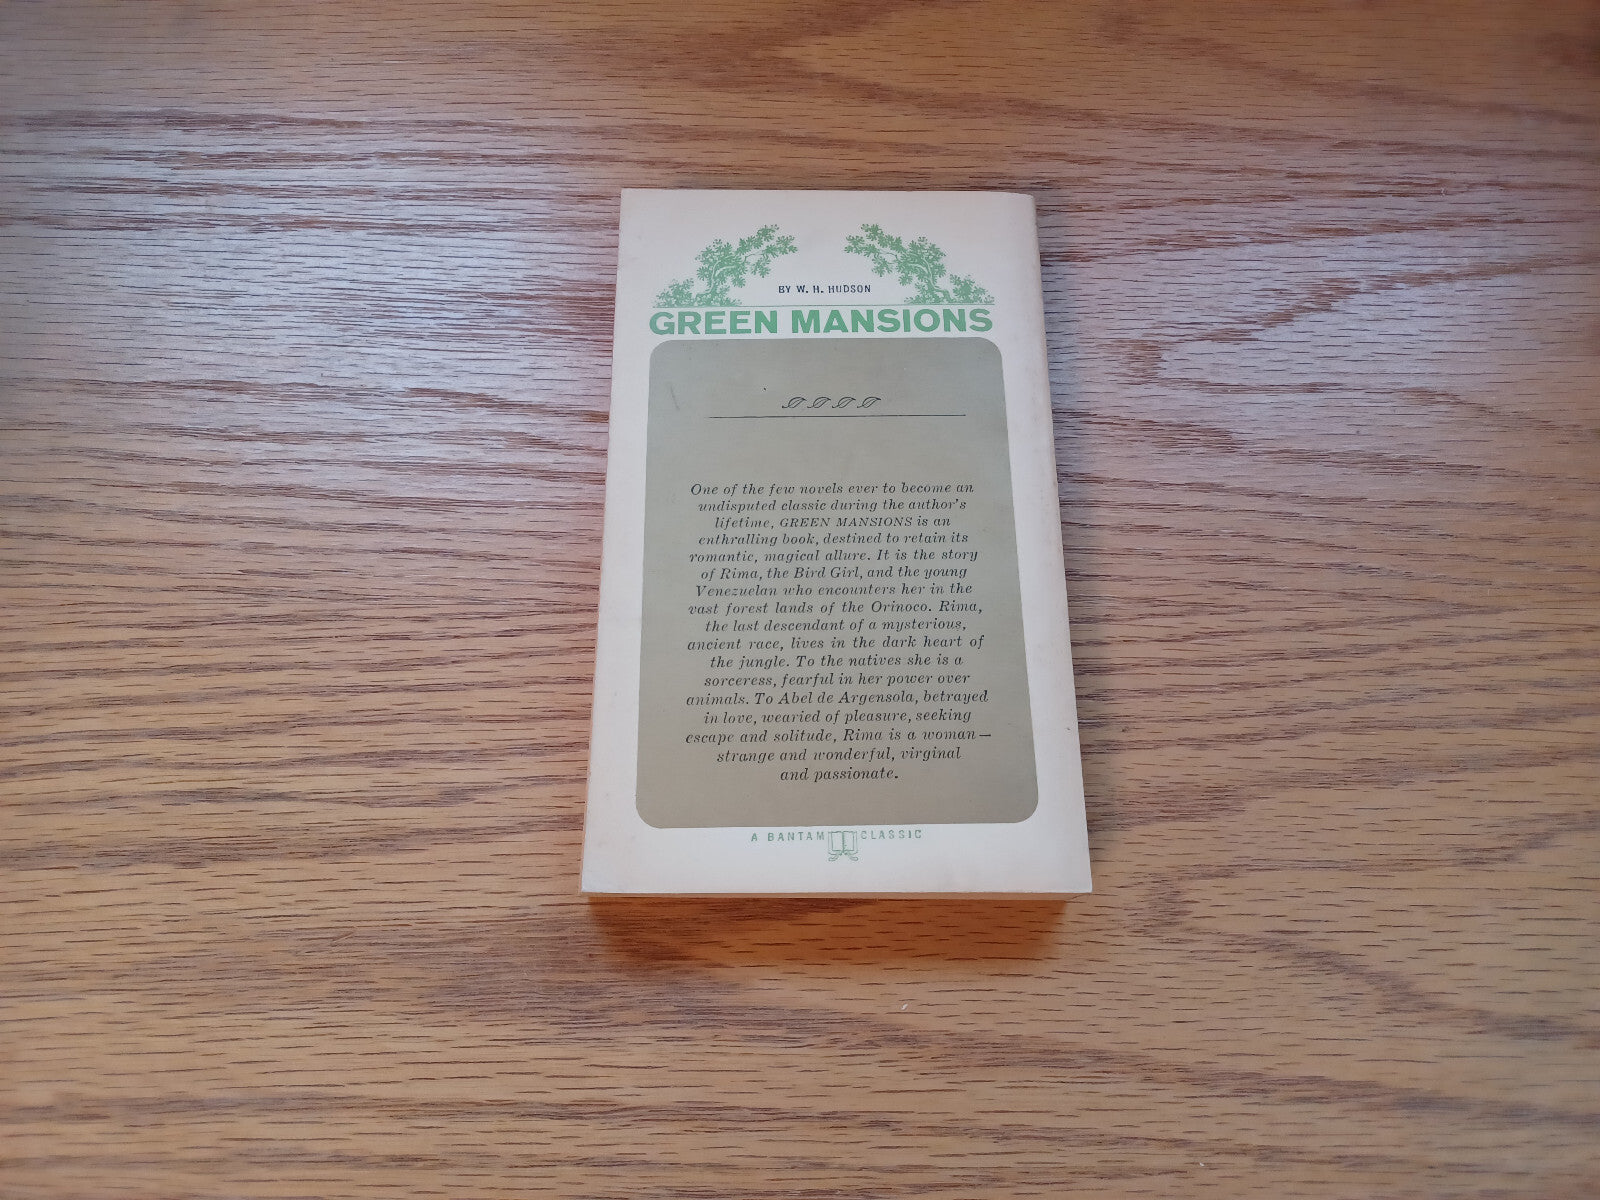 BY W. H. HUDSON
GREEN MANSIONS
One of the few novels ever to become an
undisputed classic during the author's
lifetime, GREEN MANSIONS is an
enthralling book, destined to retain its
romantic, magical allure. It is the story
of Rima, the Bird Girl, and the young
Venezuelan who encounters her in the
vast forest lands of the Orinoco. Rima,
the last descendant of a mysterious,
ancient race, lives in the dark heart of
the jungle. To the natives she is a
sorceress, fearful in her power over
animals. To Abel de Argensola, betrayed
in love, wearied of pleasure, seeking
escape and solitude, Rima is a woman—
strange and wonderful, virginal
and passionate.
A BANTAM CLASSIC